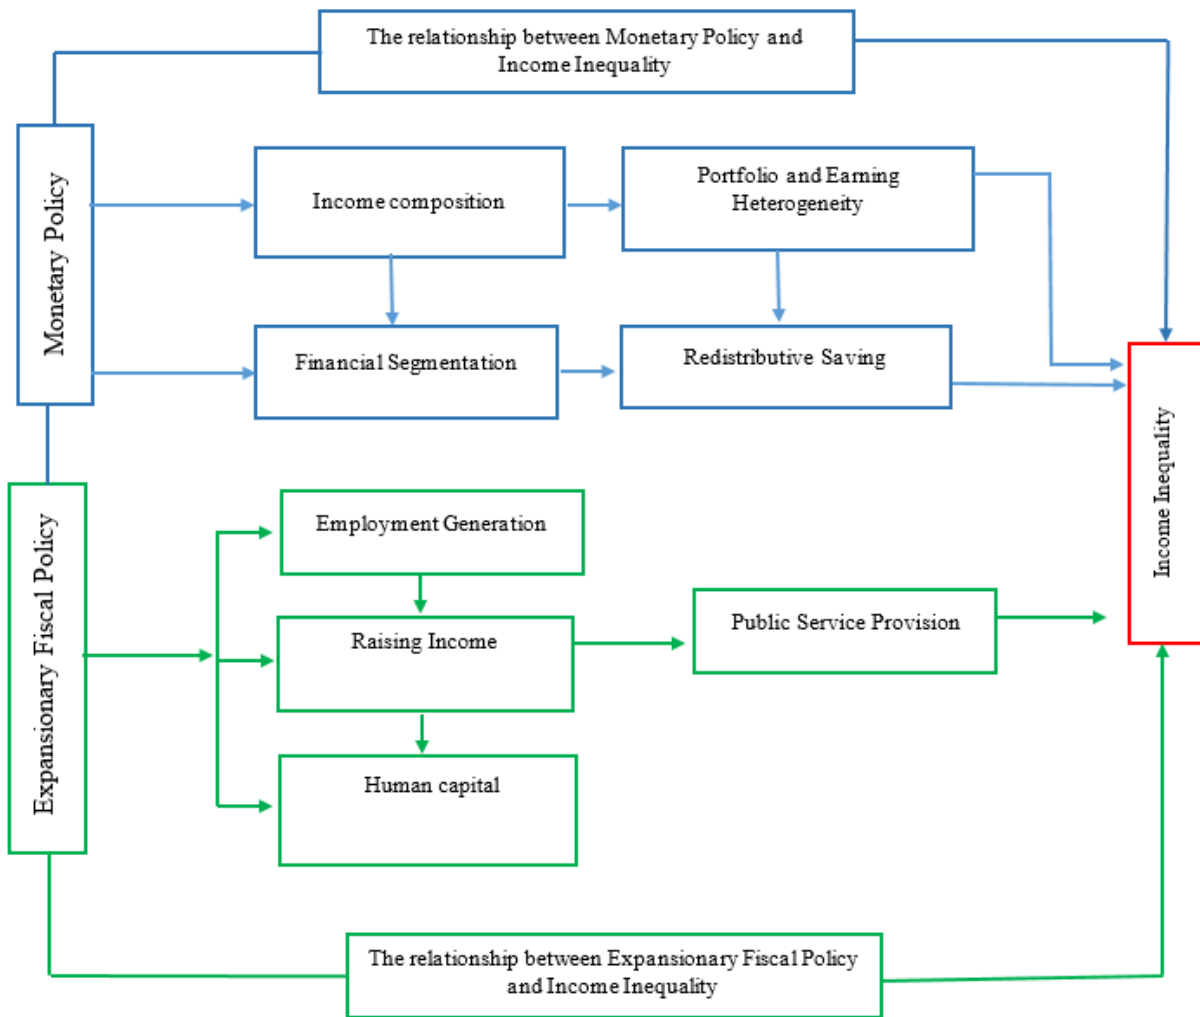 The relationship between Monetary Policy and
Income Inequality
Monetary Policy
Income composition
Portfolio and Earning
Heterogeneity
Financial Segmentation
Redistributive Saving
Income Inequality
Expansionary Fiscal Policy
Employment Generation
Raising Income
Public Service Provision
Human capital
The relationship between Expansionary Fiscal Policy
and Income Inequality